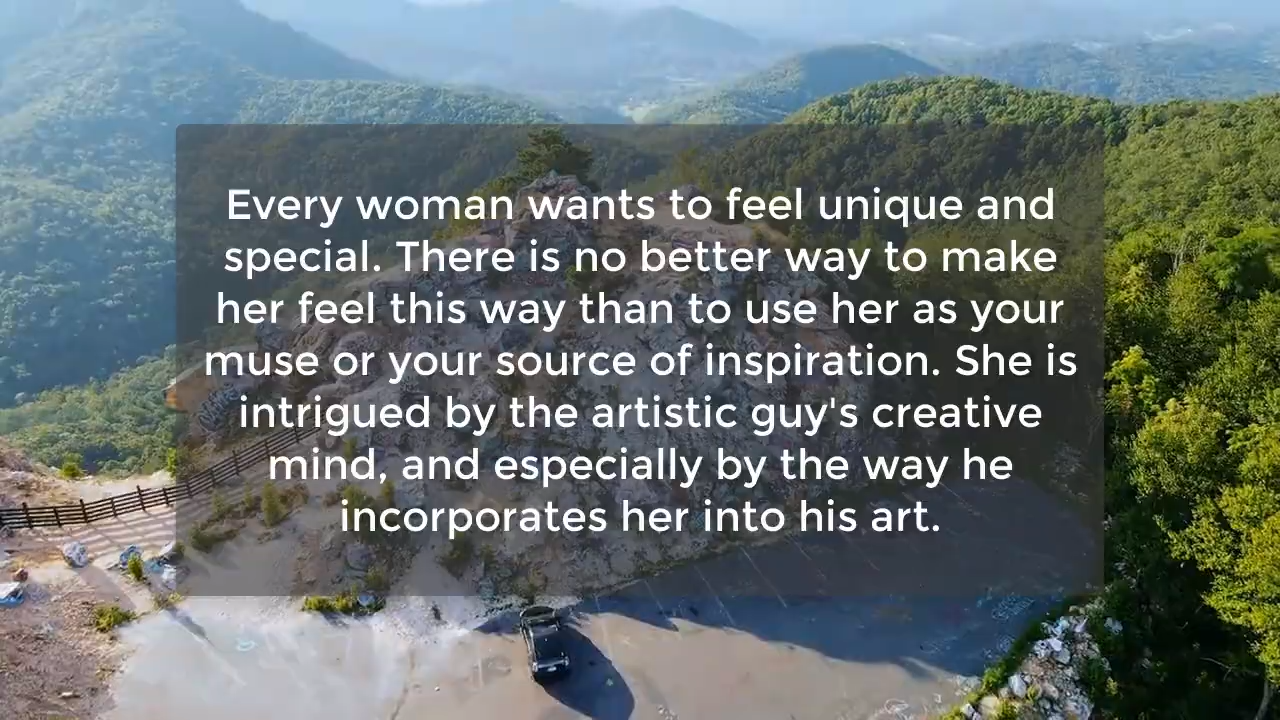 Every woman wants to feel unique and
special. There is no better way to make
her feel this way than to use her as your
muse or your source of inspiration. She is
intrigued by the artistic guy's creative
mind, and especially by the way he
incorporates her into his art.